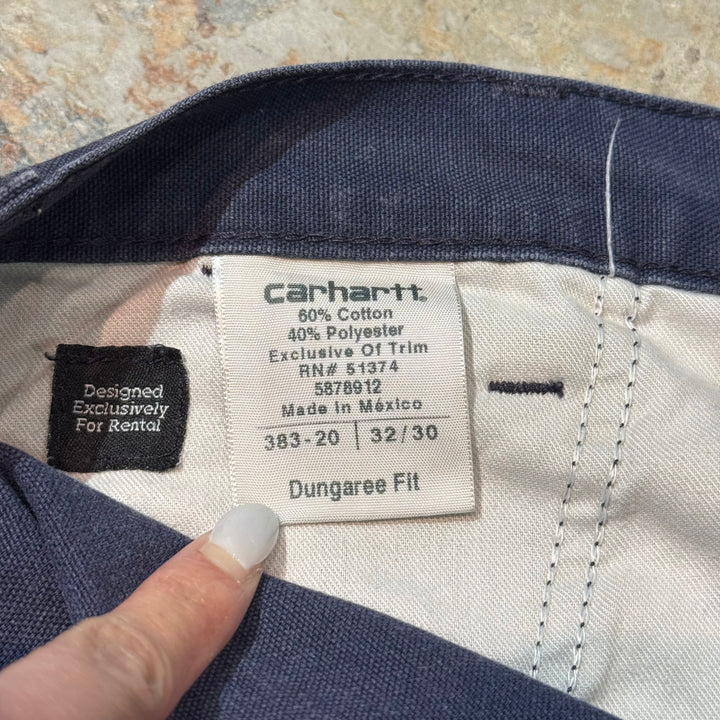 carhartt.
60% Cotton
40% Polyester
Exclusive Of Trim
RN# 51374
5878912
Made in México
383-20 | 32/30
Dungaree Fit
Designed
Exclusively
For Rental